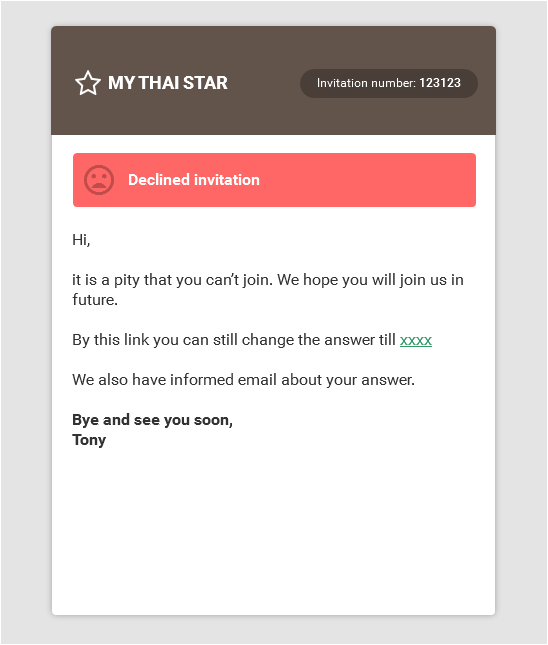 MY THAI STAR
Invitation number: 123123
Declined invitation
Hi,
it is a pity that you can’t join. We hope you will join us in
future.
By this link you can still change the answer till xxxx
We also have informed email about your answer.
Bye and see you soon,
Tony